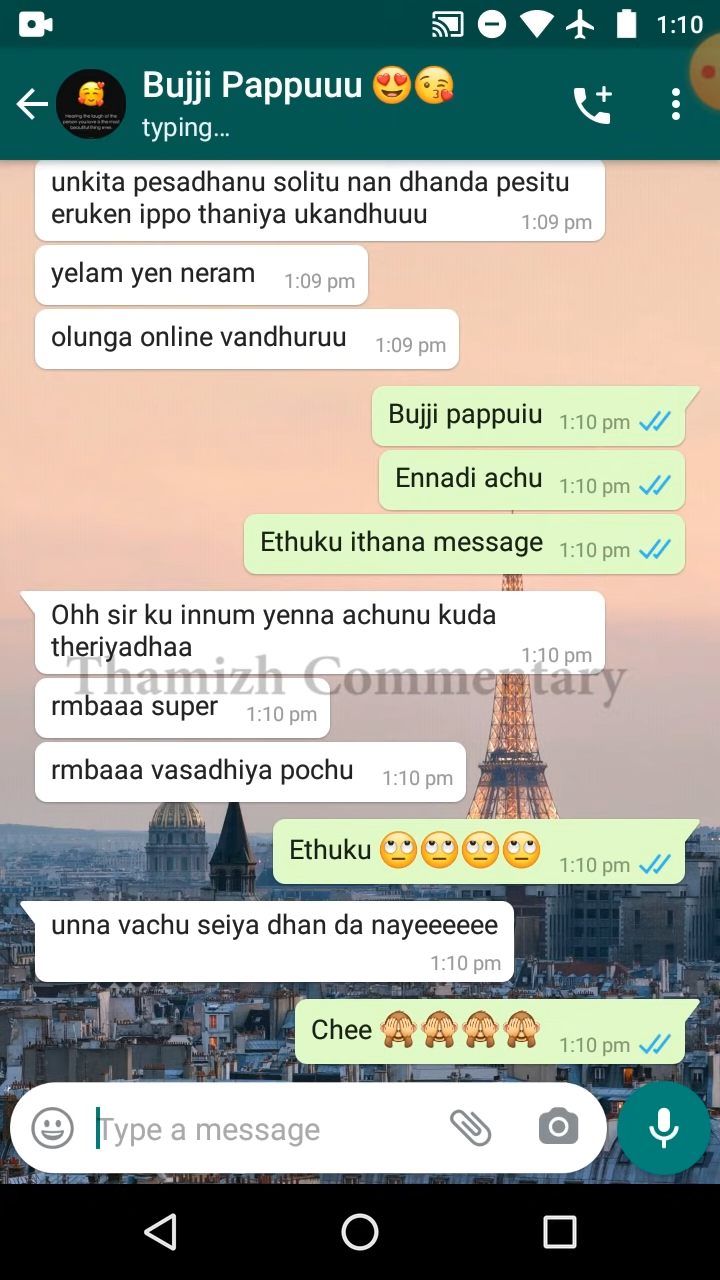 1:10
Bujji Pappuuu 😍😘
typing...
unkita pesadhanu solitu nan dhanda pesitu
eruken ippo thaniya ukandhuuu 1:09 pm
yelam yen neram 1:09 pm
olunga online vandhuruu 1:09 pm
Bujji pappuiu 1:10 pm
Ennadi achu 1:10 pm
Ethuku ithana message 1:10 pm
Ohh sir ku innum yenna achunu kuda
theriyadhaa 1:10 pm
Thamizh Commentary
rmbaaa super 1:10 pm
rmbaaa vasadhiya pochu 1:10 pm
Ethuku 🙄🙄🙄🙄 1:10 pm
unna vachu seiya dhan da nayeeeeee
1:10 pm
Chee 🙈🙈🙈🙈 1:10 pm
Type a message